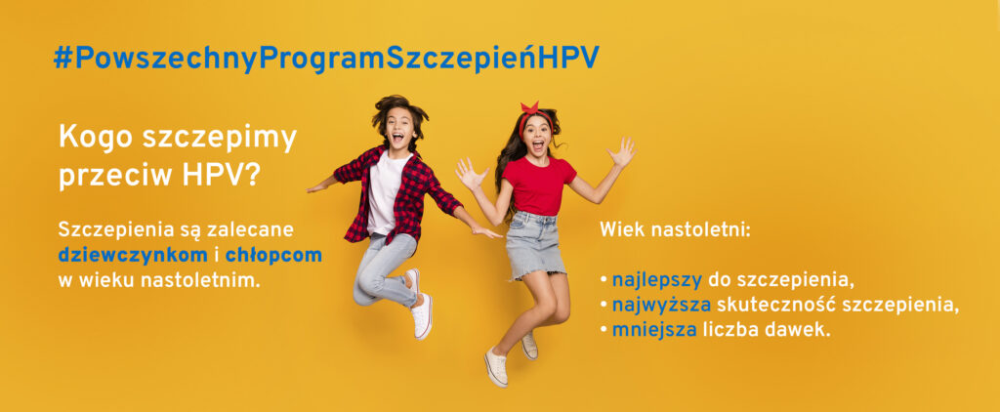 #PowszechnyProgramSzczepieńHPV
Kogo szczepimy
przeciw HPV?
Szczepienia są zalecane
dziewczynkom i chłopcom
w wieku nastoletnim.
Wiek nastoletni:
• najlepszy do szczepienia,
• najwyższa skuteczność szczepienia,
• mniejsza liczba dawek.